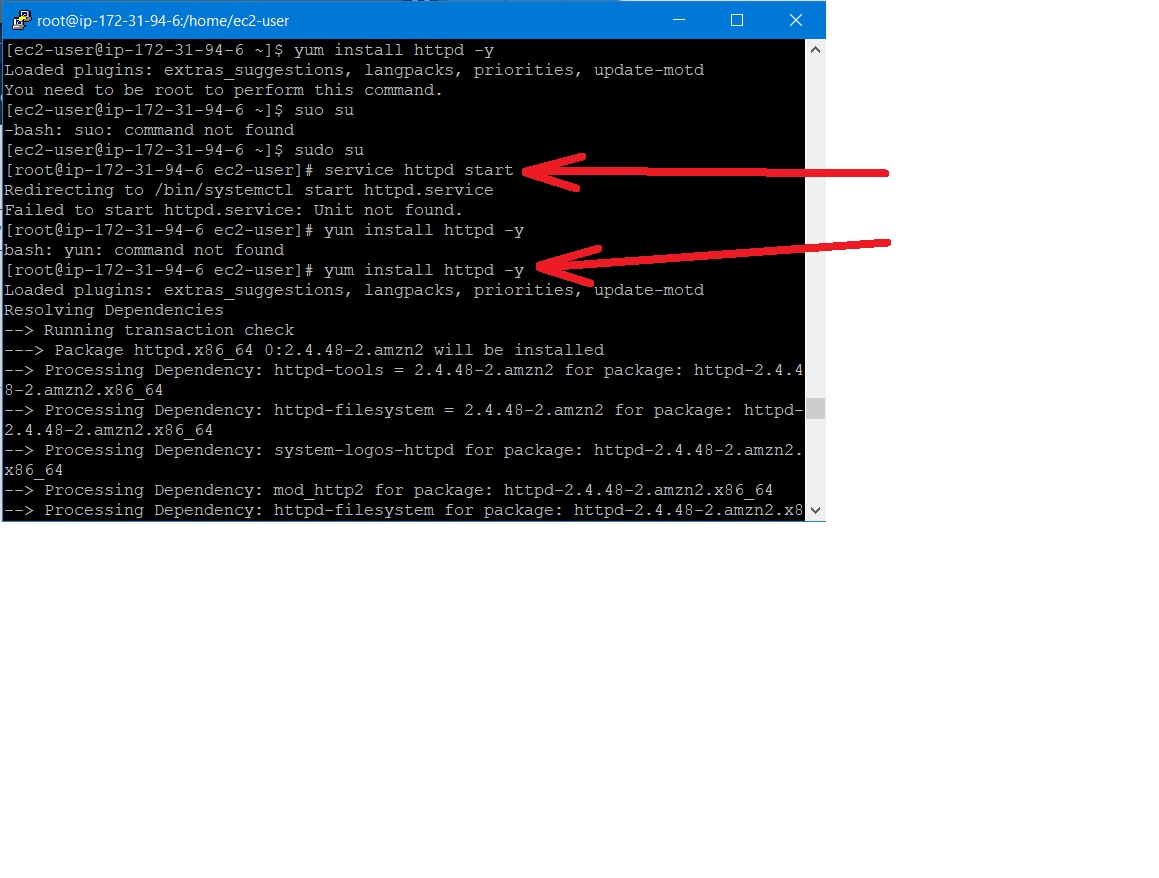 root@ip-172-31-94-6:/home/ec2-user
[ec2-user@ip-172-31-94-6 ~]$ yum install httpd -y
Loaded plugins: extras_suggestions, langpacks, priorities, update-motd
You need to be root to perform this command.
[ec2-user@ip-172-31-94-6 ~]$ suo su
-bash: suo: command not found
[ec2-user@ip-172-31-94-6 ~]$ sudo su
[root@ip-172-31-94-6 ec2-user]# service httpd start
Redirecting to /bin/systemctl start httpd.service
Failed to start httpd.service: Unit not found.
[root@ip-172-31-94-6 ec2-user]# yun install httpd -y
bash: yun: command not found
[root@ip-172-31-94-6 ec2-user]# yum install httpd -y
Loaded plugins: extras_suggestions, langpacks, priorities, update-motd
Resolving Dependencies
--> Running transaction check
---> Package httpd.x86_64 0:2.4.48-2.amzn2 will be installed
--> Processing Dependency: httpd-tools = 2.4.48-2.amzn2 for package: httpd-2.4.4
8-2.amzn2.x86_64
--> Processing Dependency: httpd-filesystem = 2.4.48-2.amzn2 for package: httpd-
2.4.48-2.amzn2.x86_64
--> Processing Dependency: system-logos-httpd for package: httpd-2.4.48-2.amzn2.
x86_64
--> Processing Dependency: mod_http2 for package: httpd-2.4.48-2.amzn2.x86_64
--> Processing Dependency: httpd-filesystem for package: httpd-2.4.48-2.amzn2.x8